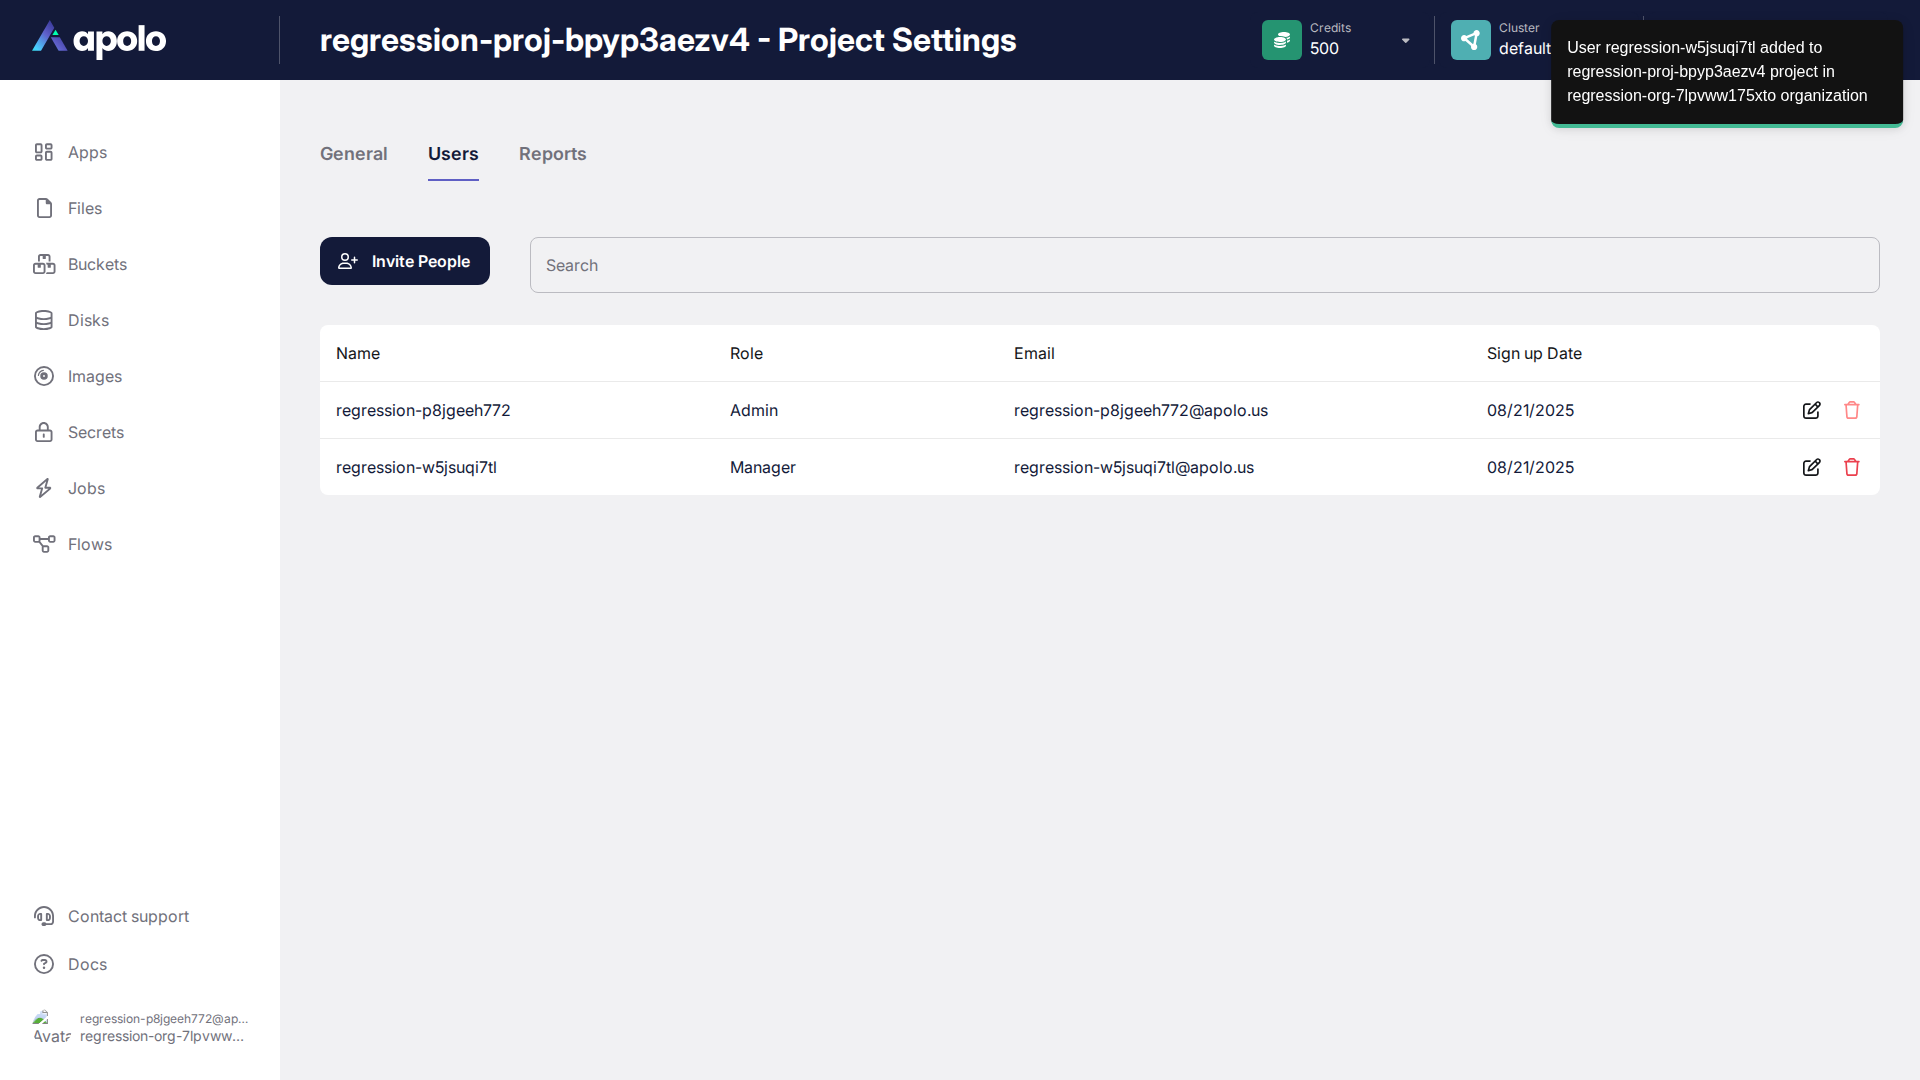 apolo
regression-proj-bpyp3aezv4 - Project Settings
Credits
500
Cluster
default
User regression-w5jsuqi7tl added to
regression-proj-bpyp3aezv4 project in
regression-org-7lpvww175xto organization
Apps
Files
Buckets
Disks
Images
Secrets
Jobs
Flows
Contact support
Docs
Avata
regression-p8jgeeh772@ap...
regression-org-7lpvww...
General Users Reports
Invite People
Search
Name Role Email Sign up Date
regression-p8jgeeh772 Admin regression-p8jgeeh772@apolo.us 08/21/2025
regression-w5jsuqi7tl Manager regression-w5jsuqi7tl@apolo.us 08/21/2025